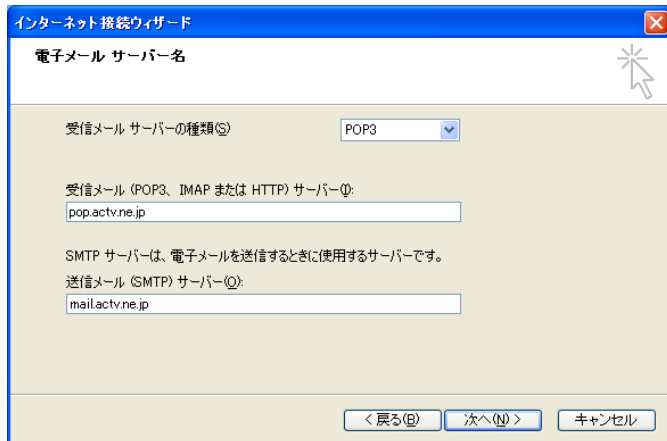 インターネット接続ウィザード
電子メール サーバー名
受信メール サーバーの種類(S)
POP3
受信メール (POP3、IMAP または HTTP) サーバー(I):
pop.actv.ne.jp
SMTP サーバーは、電子メールを送信するときに使用するサーバーです。
送信メール (SMTP) サーバー(O):
mail.actv.ne.jp
< 戻る(B)
次へ(N) >
キャンセル